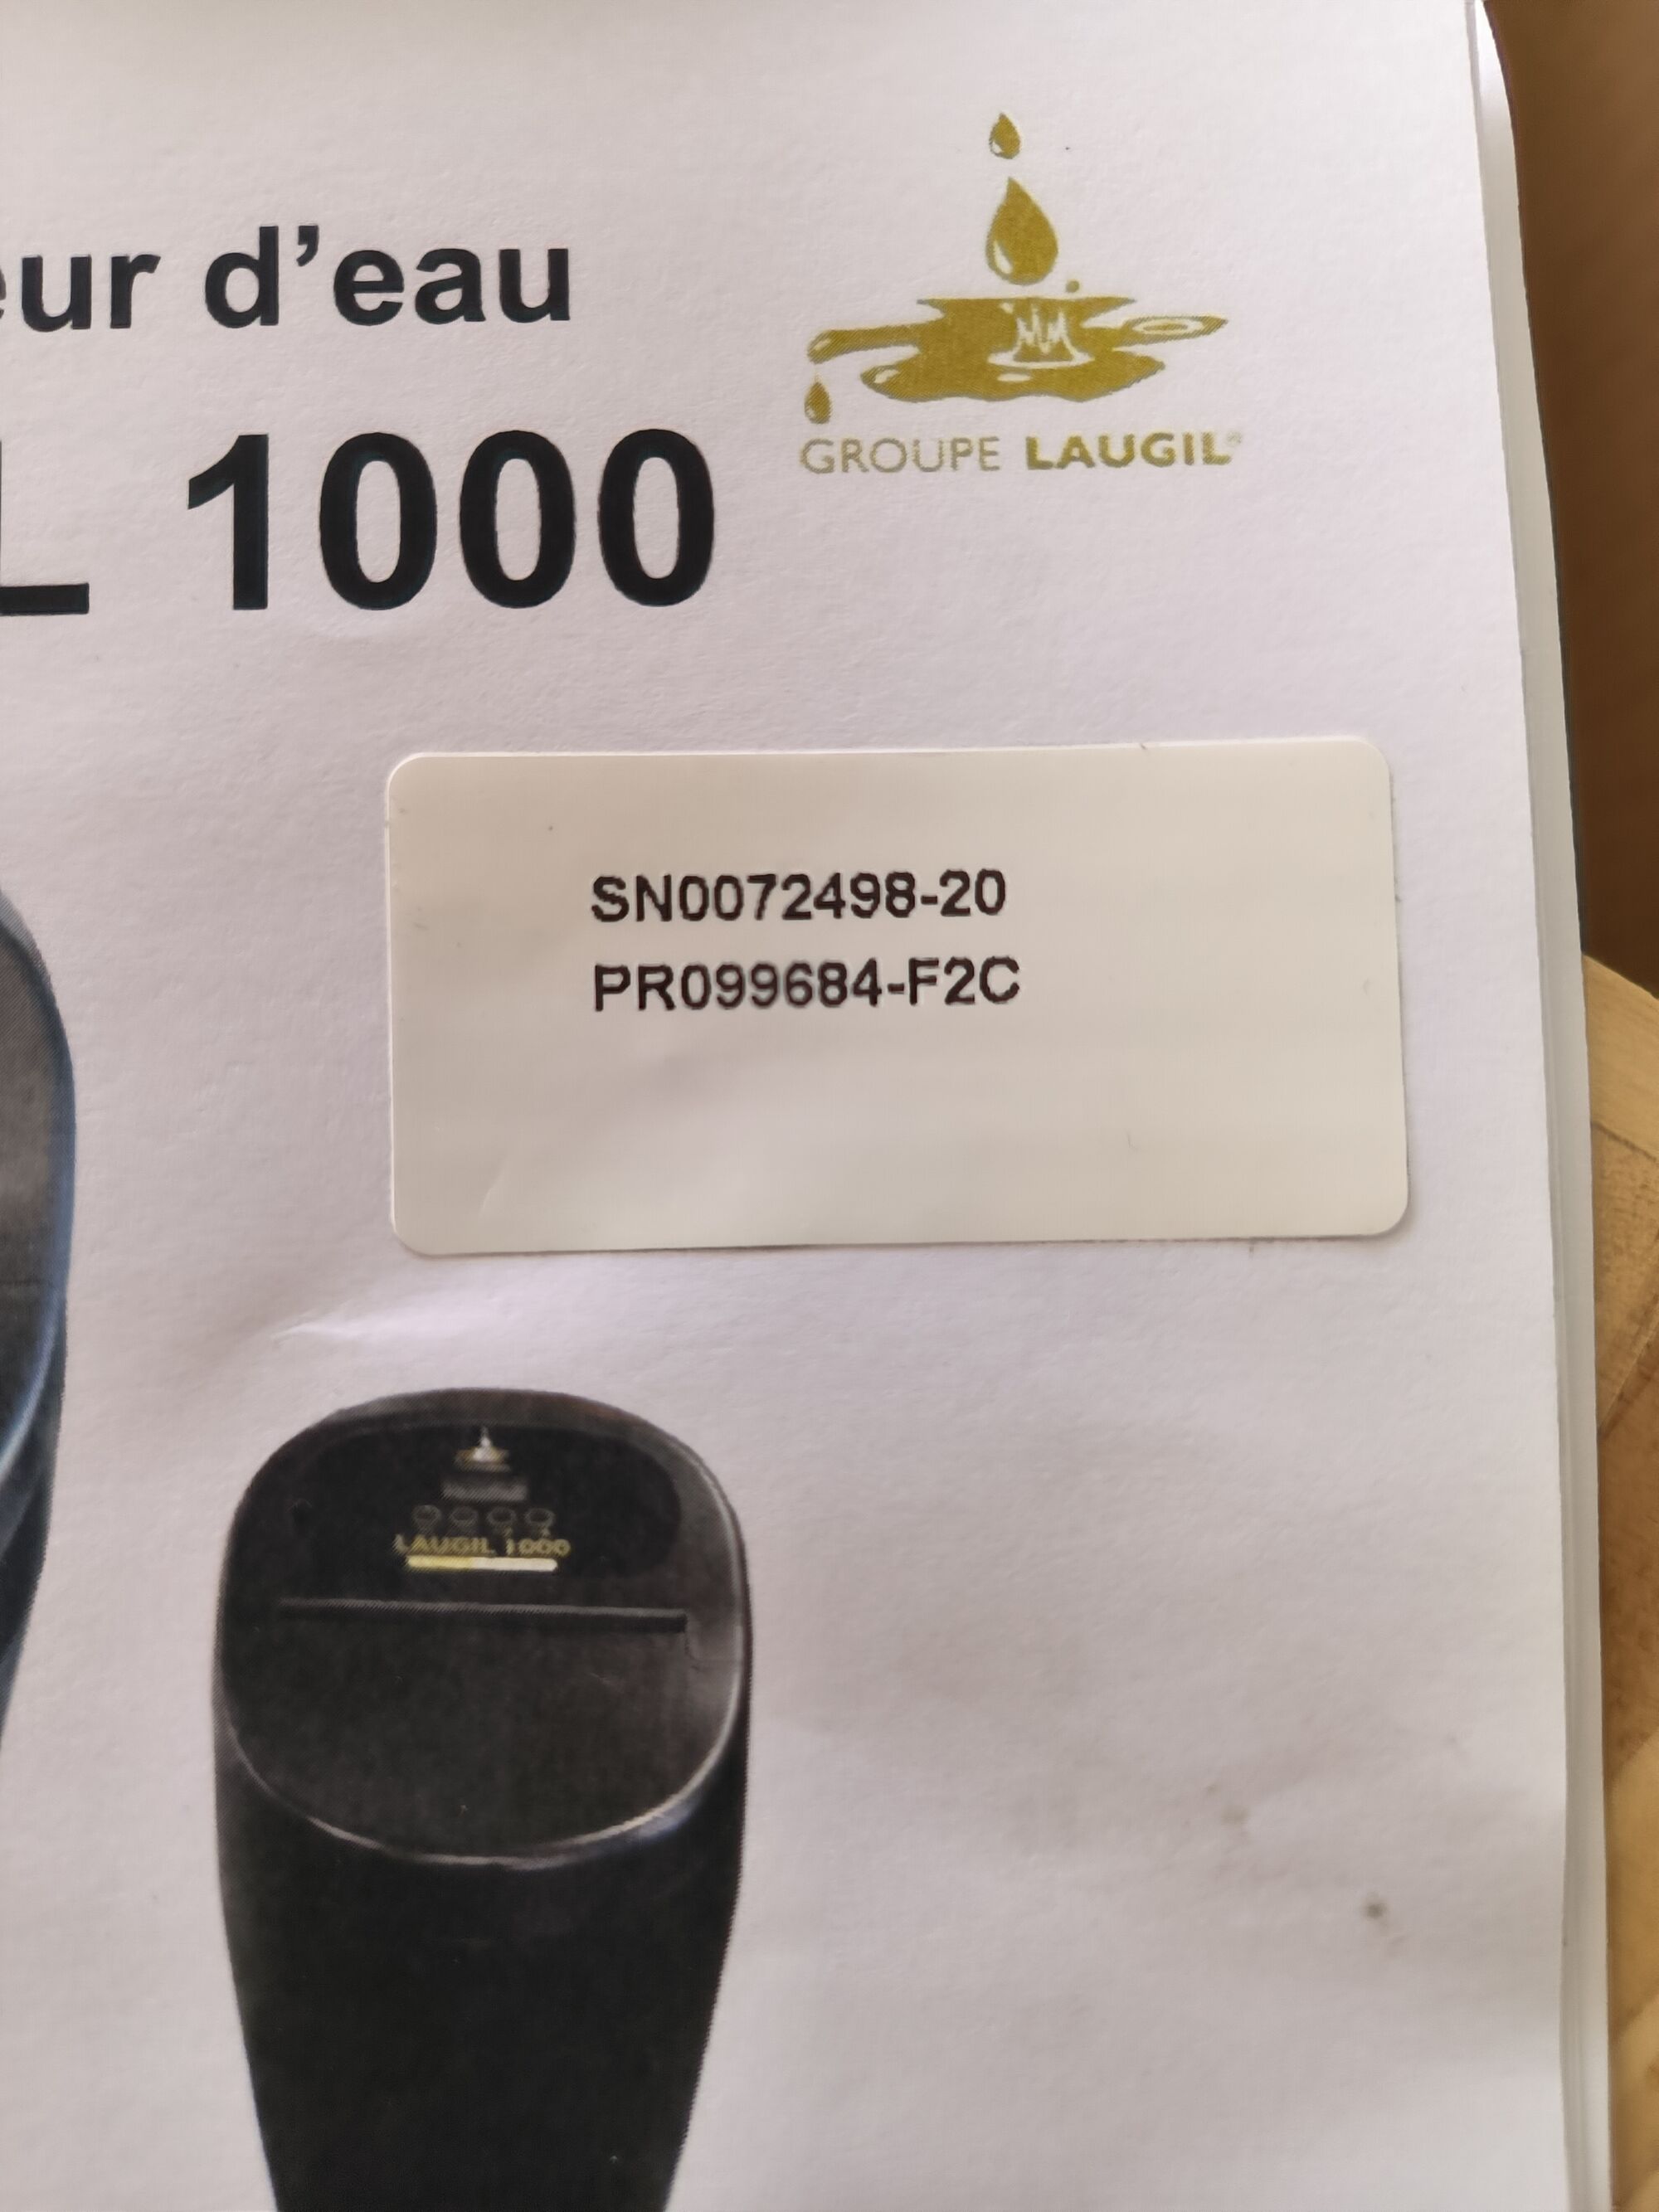 eur d'eau
L 1000
GROUPE LAUGIL®
SN0072498-20
PR099684-F2C
LAUGIL 1000